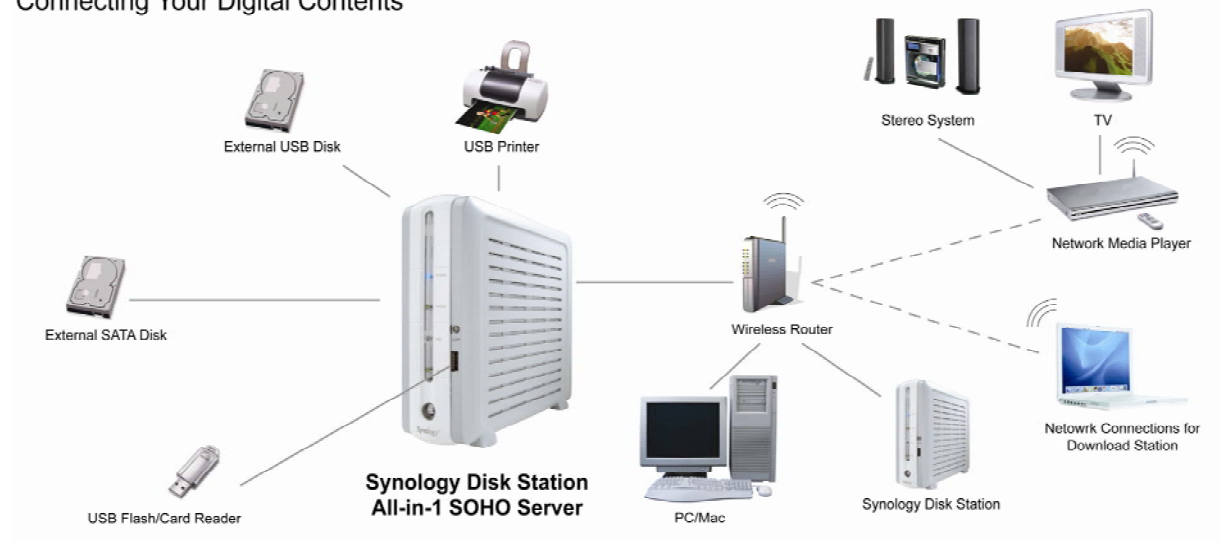 Connecting Your Digital Contents
External USB Disk
USB Printer
Stereo System
TV
Network Media Player
External SATA Disk
Wireless Router
Netowrk Connections for
Download Station
Synology
Synology Disk Station
All-in-1 SOHO Server
USB Flash/Card Reader
PC/Mac
Synology Disk Station